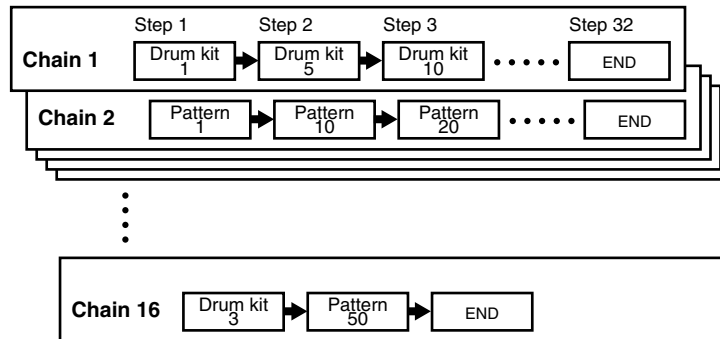 Step 1 Step 2 Step 3 Step 32
Chain 1
Drum kit
1
Drum kit
5
Drum kit
10
END
Chain 2
Pattern
1
Pattern
10
Pattern
20
END
Chain 16
Drum kit
3
Pattern
50
END